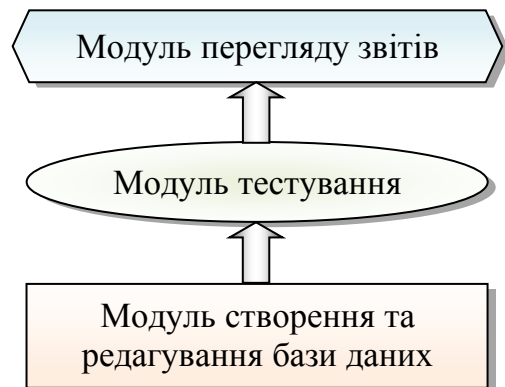 Модуль перегляду звітів
Модуль тестування
Модуль створення та
редагування бази даних